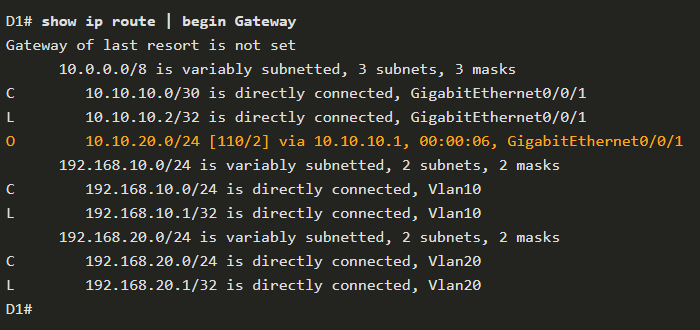 D1# show ip route | begin Gateway
Gateway of last resort is not set
10.0.0.0/8 is variably subnetted, 3 subnets, 3 masks
C 10.10.10.0/30 is directly connected, GigabitEthernet0/0/1
L 10.10.10.2/32 is directly connected, GigabitEthernet0/0/1
O 10.10.20.0/24 [110/2] via 10.10.10.1, 00:00:06, GigabitEthernet0/0/1
192.168.10.0/24 is variably subnetted, 2 subnets, 2 masks
C 192.168.10.0/24 is directly connected, Vlan10
L 192.168.10.1/32 is directly connected, Vlan10
192.168.20.0/24 is variably subnetted, 2 subnets, 2 masks
C 192.168.20.0/24 is directly connected, Vlan20
L 192.168.20.1/32 is directly connected, Vlan20
D1#